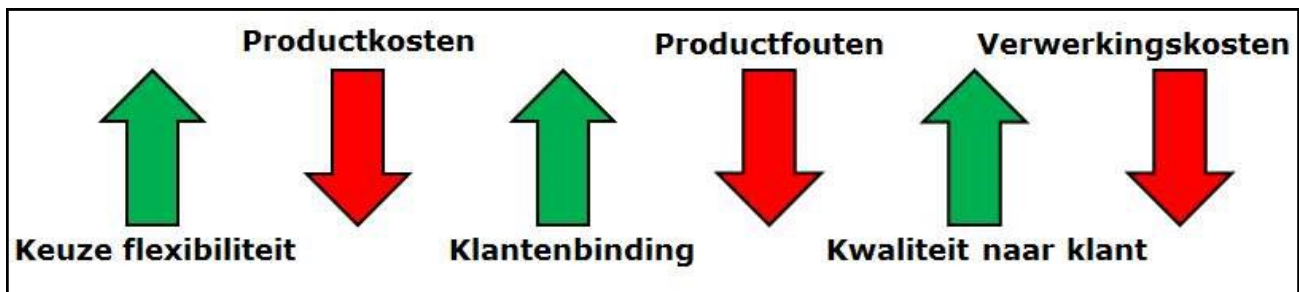 Productkosten
Productfouten
Verwerkingskosten
Keuze flexibiliteit
Klantenbinding
Kwaliteit naar klant